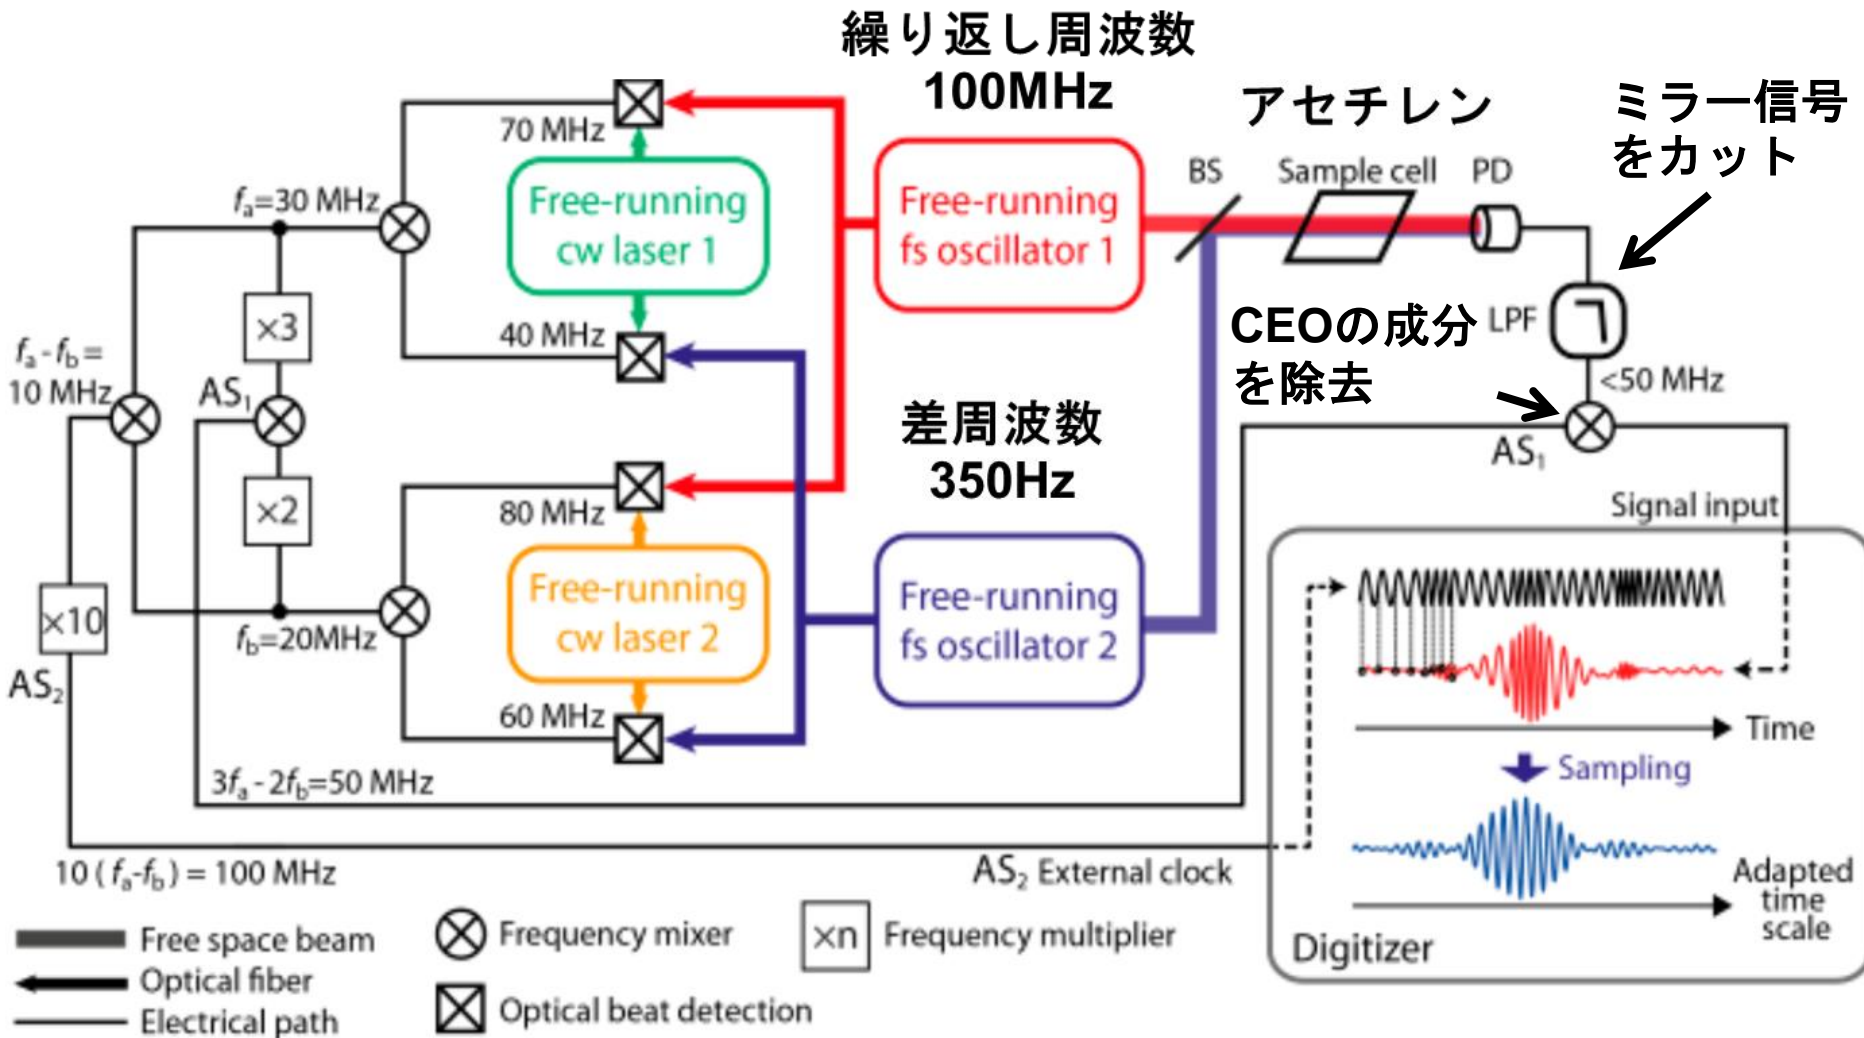 繰り返し周波数
100MHz
アセチレン
ミラー信号
をカット
70 MHz
BS
Sample cell
PD
fa=30 MHz
Free-running
cw laser 1
Free-running
fs oscillator 1
×3
40 MHz
CEOの成分
を除去
LPF
<50 MHz
fa - fb =
10 MHz
AS1
差周波数
350Hz
AS1
×2
80 MHz
Signal input
×10
fb=20MHz
Free-running
cw laser 2
Free-running
fs oscillator 2
AS2
60 MHz
Time
3fa - 2fb=50 MHz
Sampling
10 ( fa-fb ) = 100 MHz
AS2 External clock
Adapted
time
scale
Digitizer
Free space beam
Frequency mixer
×n
Frequency multiplier
Optical fiber
Electrical path
Optical beat detection